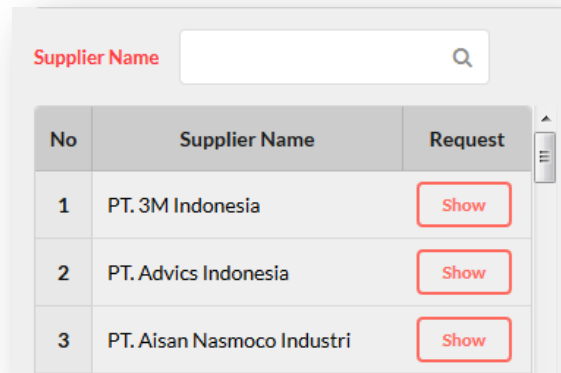 Supplier Name
No Supplier Name Request
1 PT. 3M Indonesia Show
2 PT. Advics Indonesia Show
3 PT. Aisan Nasmoco Industri Show